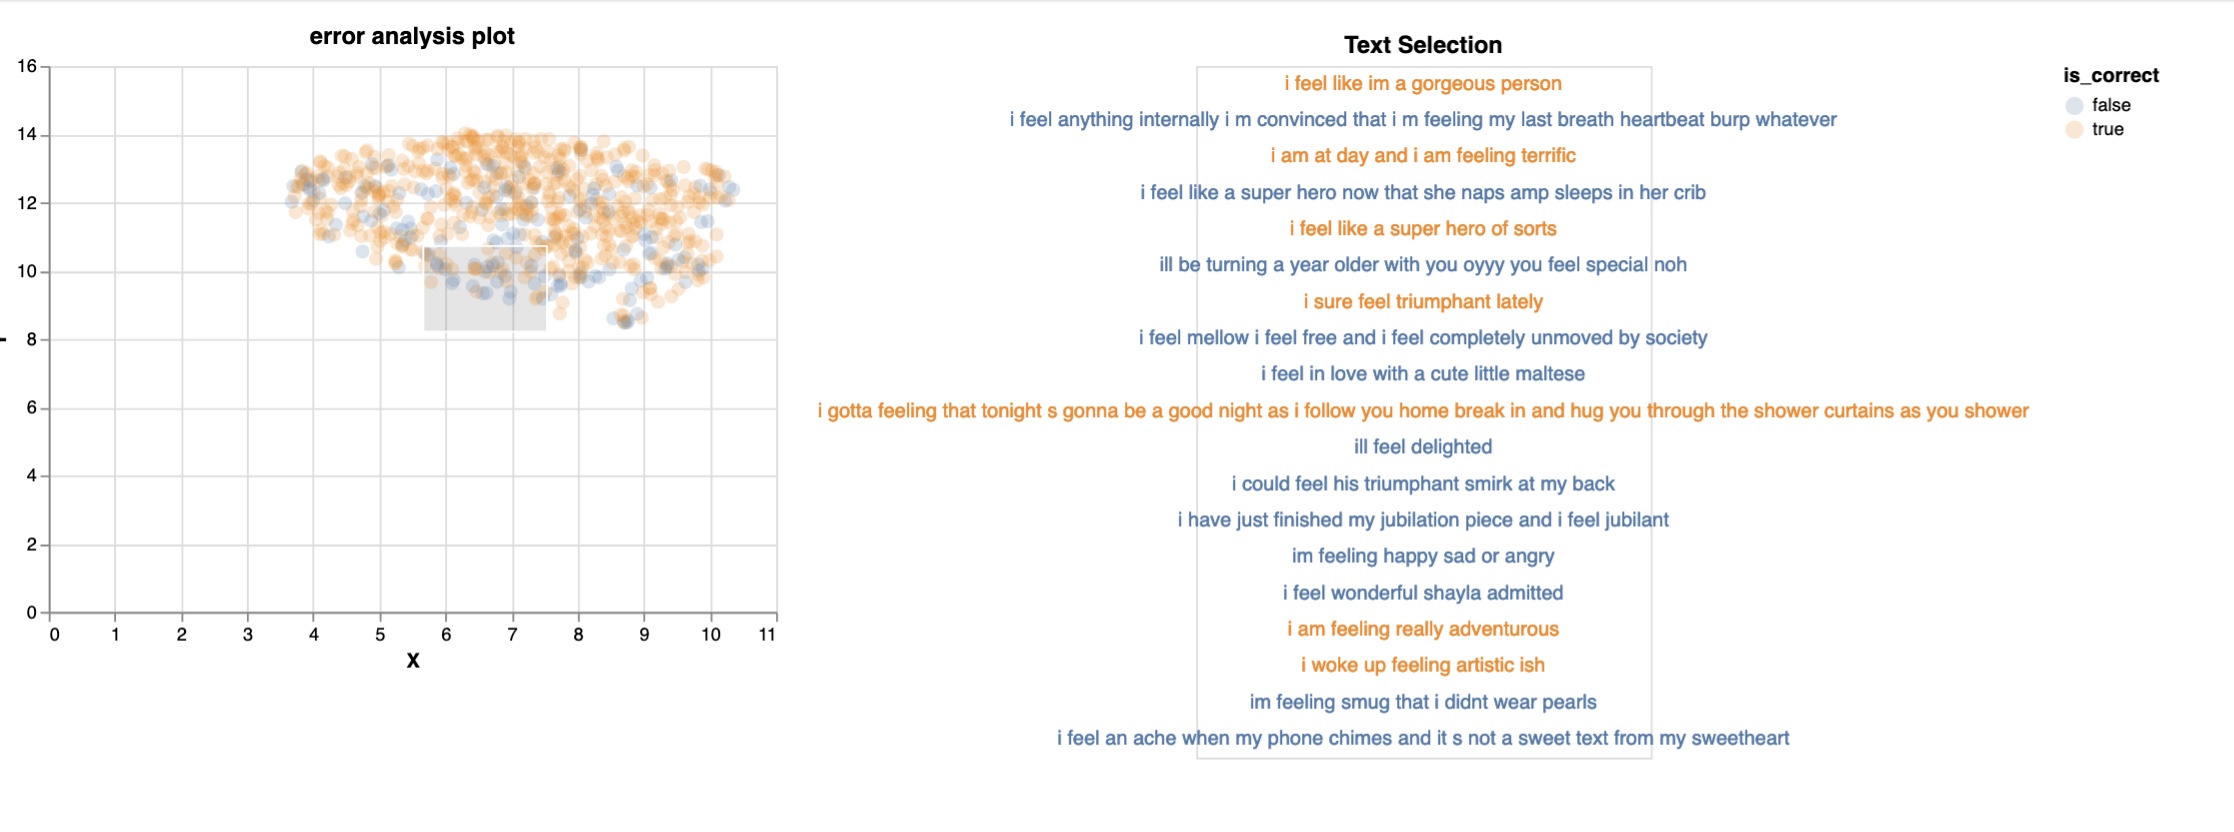 error analysis plot
16
14
12
10
8
6
4
2
0
0 1 2 3 4 5 6 7 8 9 10 11
X
Text Selection
i feel like im a gorgeous person
i feel anything internally i m convinced that i m feeling my last breath heartbeat burp whatever
i am at day and i am feeling terrific
i feel like a super hero now that she naps amp sleeps in her crib
i feel like a super hero of sorts
ill be turning a year older with you oyyy you feel special noh
i sure feel triumphant lately
i feel mellow i feel free and i feel completely unmoved by society
i feel in love with a cute little maltese
i gotta feeling that tonight s gonna be a good night as i follow you home break in and hug you through the shower curtains as you shower
ill feel delighted
i could feel his triumphant smirk at my back
i have just finished my jubilation piece and i feel jubilant
im feeling happy sad or angry
i feel wonderful shayla admitted
i am feeling really adventurous
i woke up feeling artistic ish
im feeling smug that i didnt wear pearls
i feel an ache when my phone chimes and it s not a sweet text from my sweetheart
is_correct
false
true